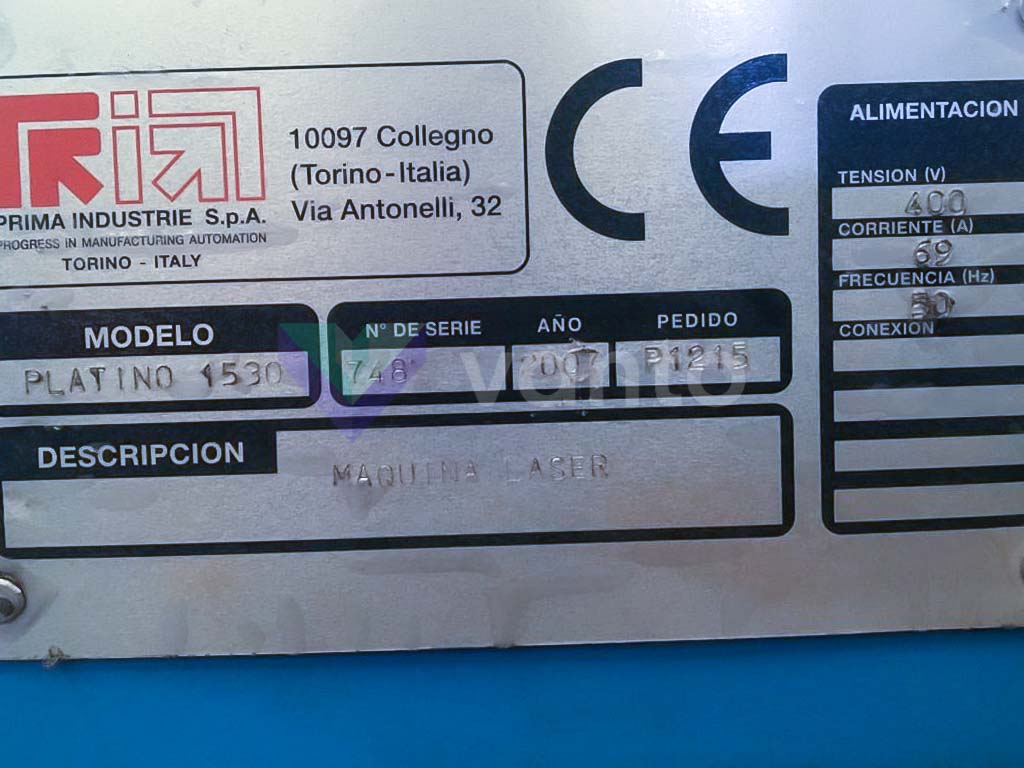 PRIMA INDUSTRIE S.p.A.
PROGRESS IN MANUFACTURING AUTOMATION
TORINO - ITALY
10097 Collegno
(Torino-Italia)
Via Antonelli, 32
CE
ALIMENTACION
TENSION (V)
400
CORRIENTE (A)
69
FRECUENCIA (Hz)
50
CONEXION
MODELO
PLATINO 1530
N° DE SERIE
748
AÑO
2007
PEDIDO
P1215
DESCRIPCION
MAQUINA LASER
vanto